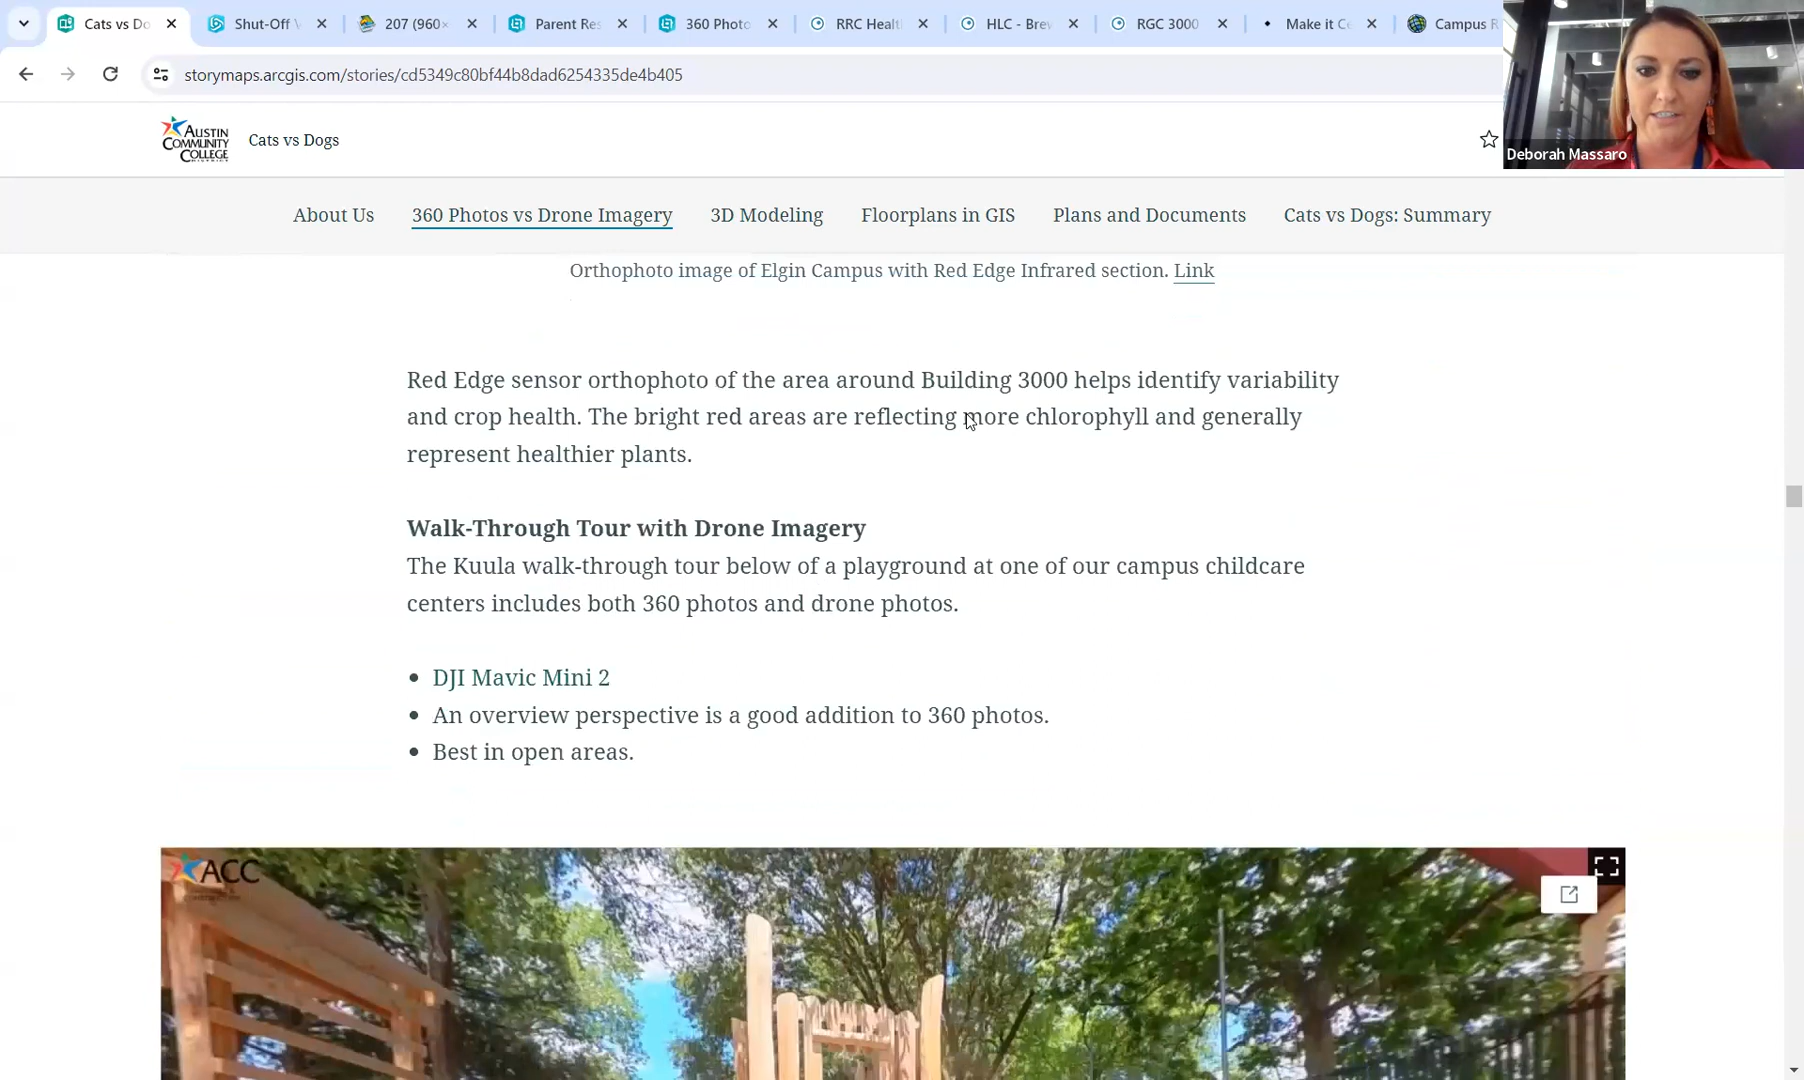 Cats vs Do
Shut-Off V
207 (960×
Parent Res
360 Photo
RRC Healt
HLC - Brew
RGC 3000
Make it Ce
Campus R
storymaps.arcgis.com/stories/cd5349c80bf44b8dad6254335de4b405
AUSTIN
COMMUNITY
COLLEGE
DISTRICT
Cats vs Dogs
Deborah Massaro
About Us
360 Photos vs Drone Imagery
3D Modeling
Floorplans in GIS
Plans and Documents
Cats vs Dogs: Summary
Orthophoto image of Elgin Campus with Red Edge Infrared section. Link
Red Edge sensor orthophoto of the area around Building 3000 helps identify variability
and crop health. The bright red areas are reflecting more chlorophyll and generally
represent healthier plants.
Walk-Through Tour with Drone Imagery
The Kuula walk-through tour below of a playground at one of our campus childcare
centers includes both 360 photos and drone photos.
• DJI Mavic Mini 2
• An overview perspective is a good addition to 360 photos.
• Best in open areas.
ACC